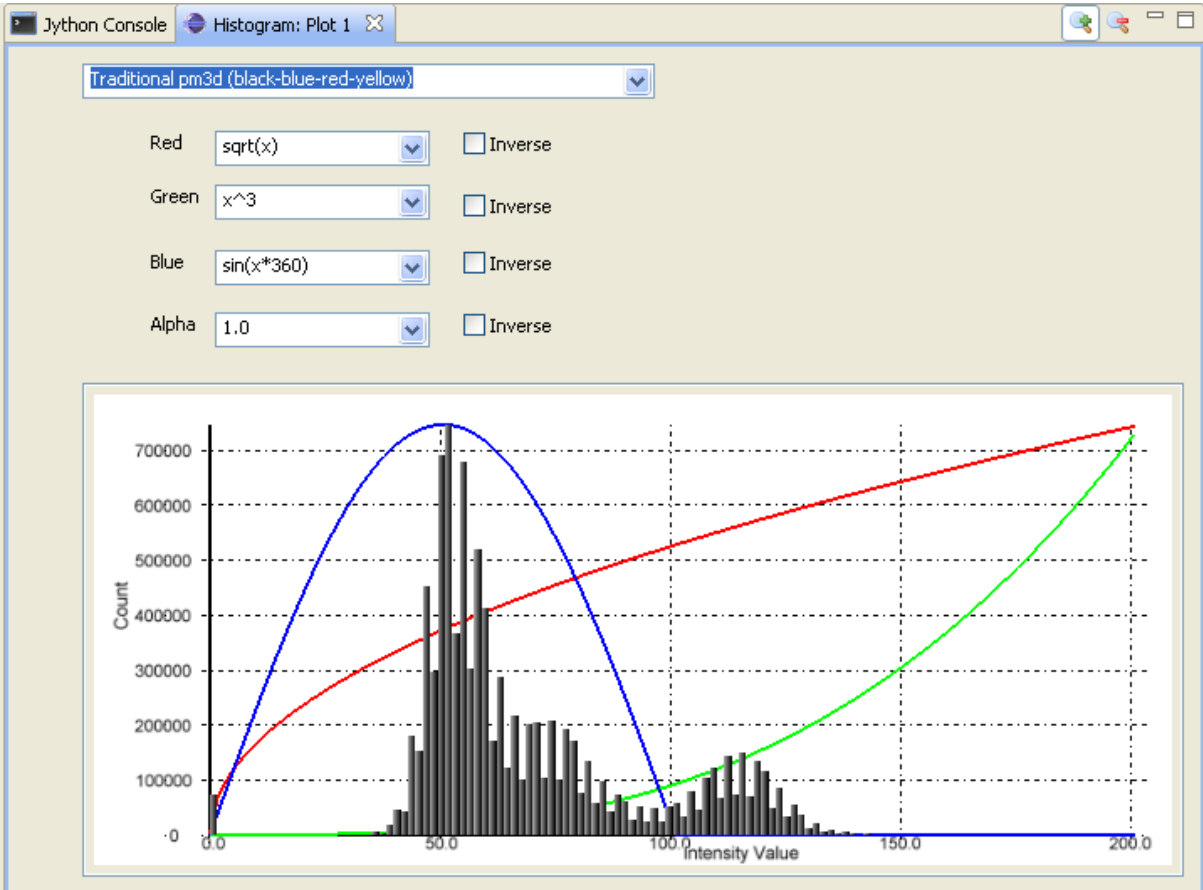 Jython Console Histogram: Plot 1
Traditional pm3d (black-blue-red-yellow)
Red sqrt(x) Inverse
Green x^3 Inverse
Blue sin(x*360) Inverse
Alpha 1.0 Inverse
700000
600000
500000
400000
300000
200000
100000
0
Count
0.0 50.0 100.0 150.0 200.0
Intensity Value